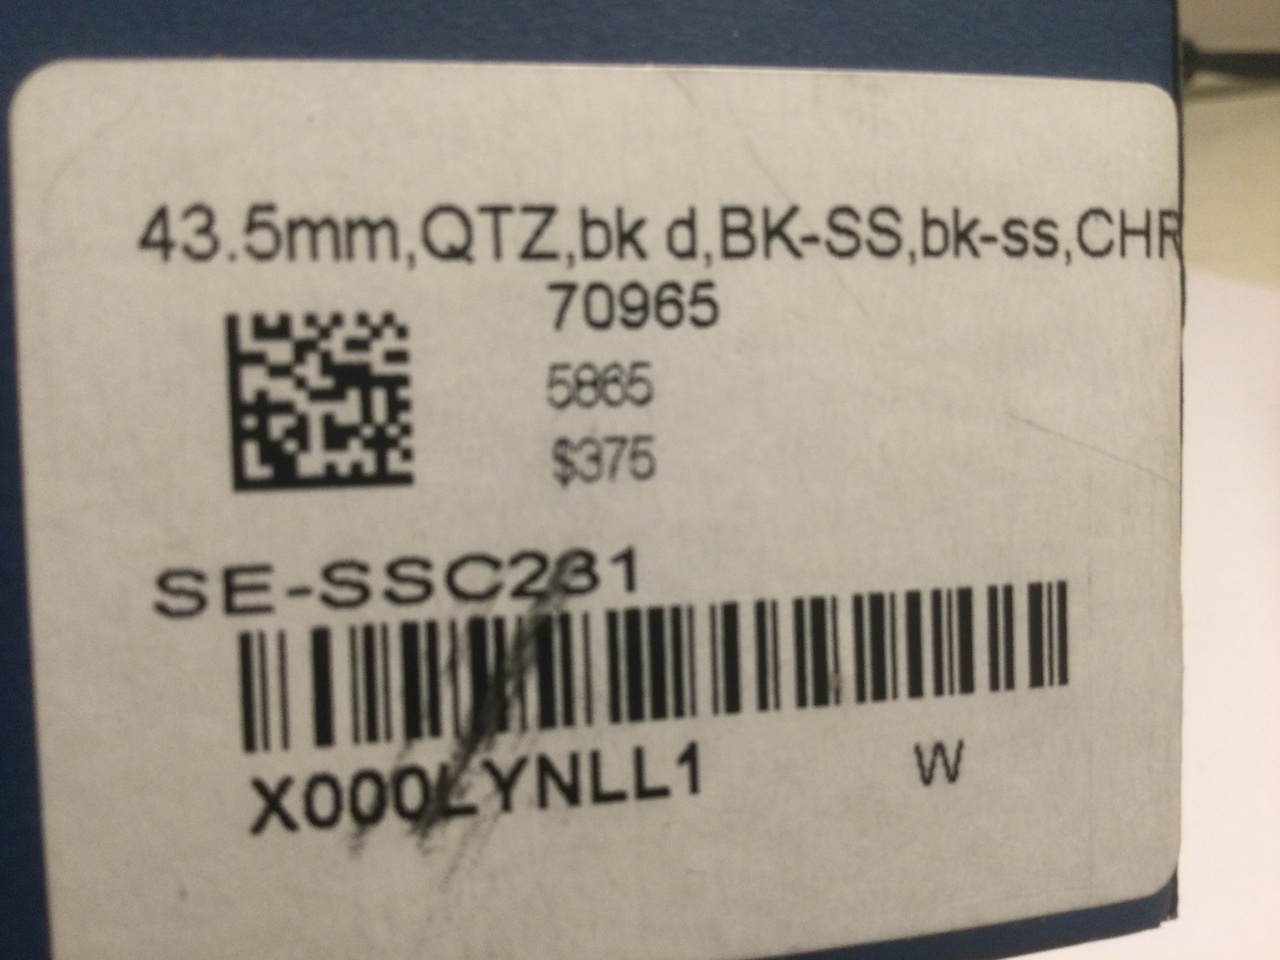 43.5mm,QTZ,bk d,BK-SS,bk-ss,CHR
70965
5865
$375
SE-SSC231
X000LYNLL1
W